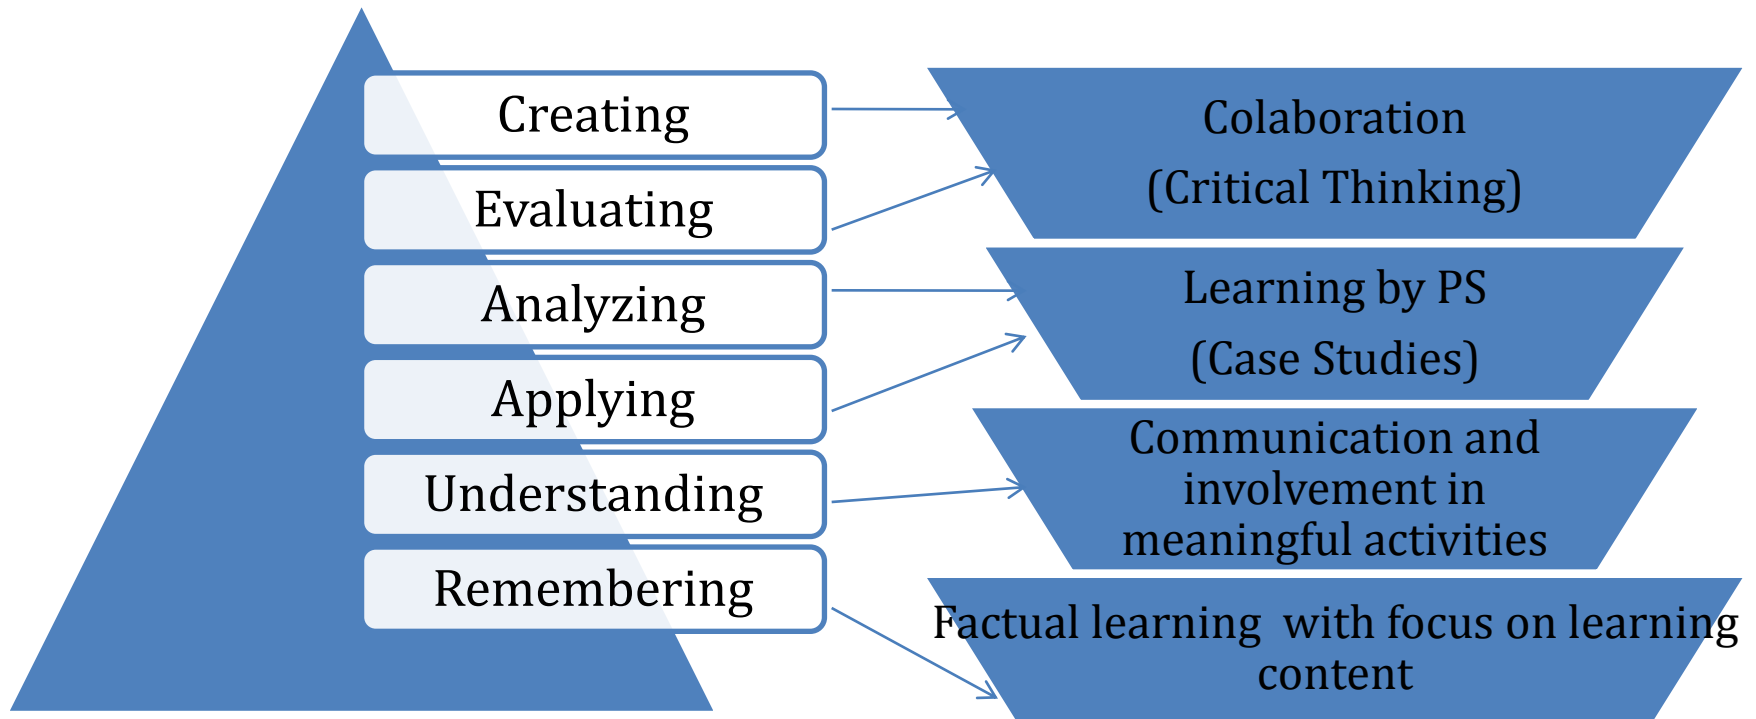 Creating
Evaluating
Analyzing
Applying
Understanding
Remembering
Colaboration
(Critical Thinking)
Learning by PS
(Case Studies)
Communication and
involvement in
meaningful activities
Factual learning  with focus on learning
content